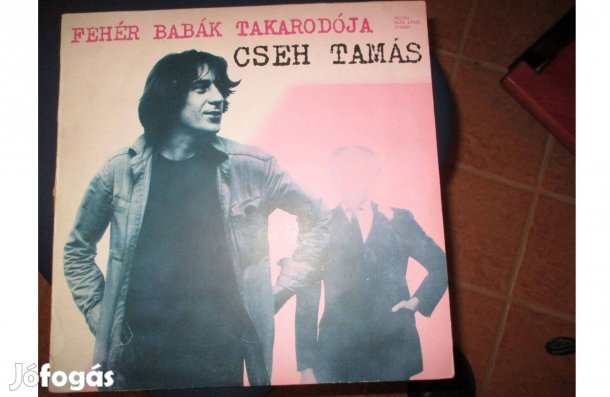 FEHÉR BABÁK TAKARODÓJA
CSEH TAMÁS
Jófogás